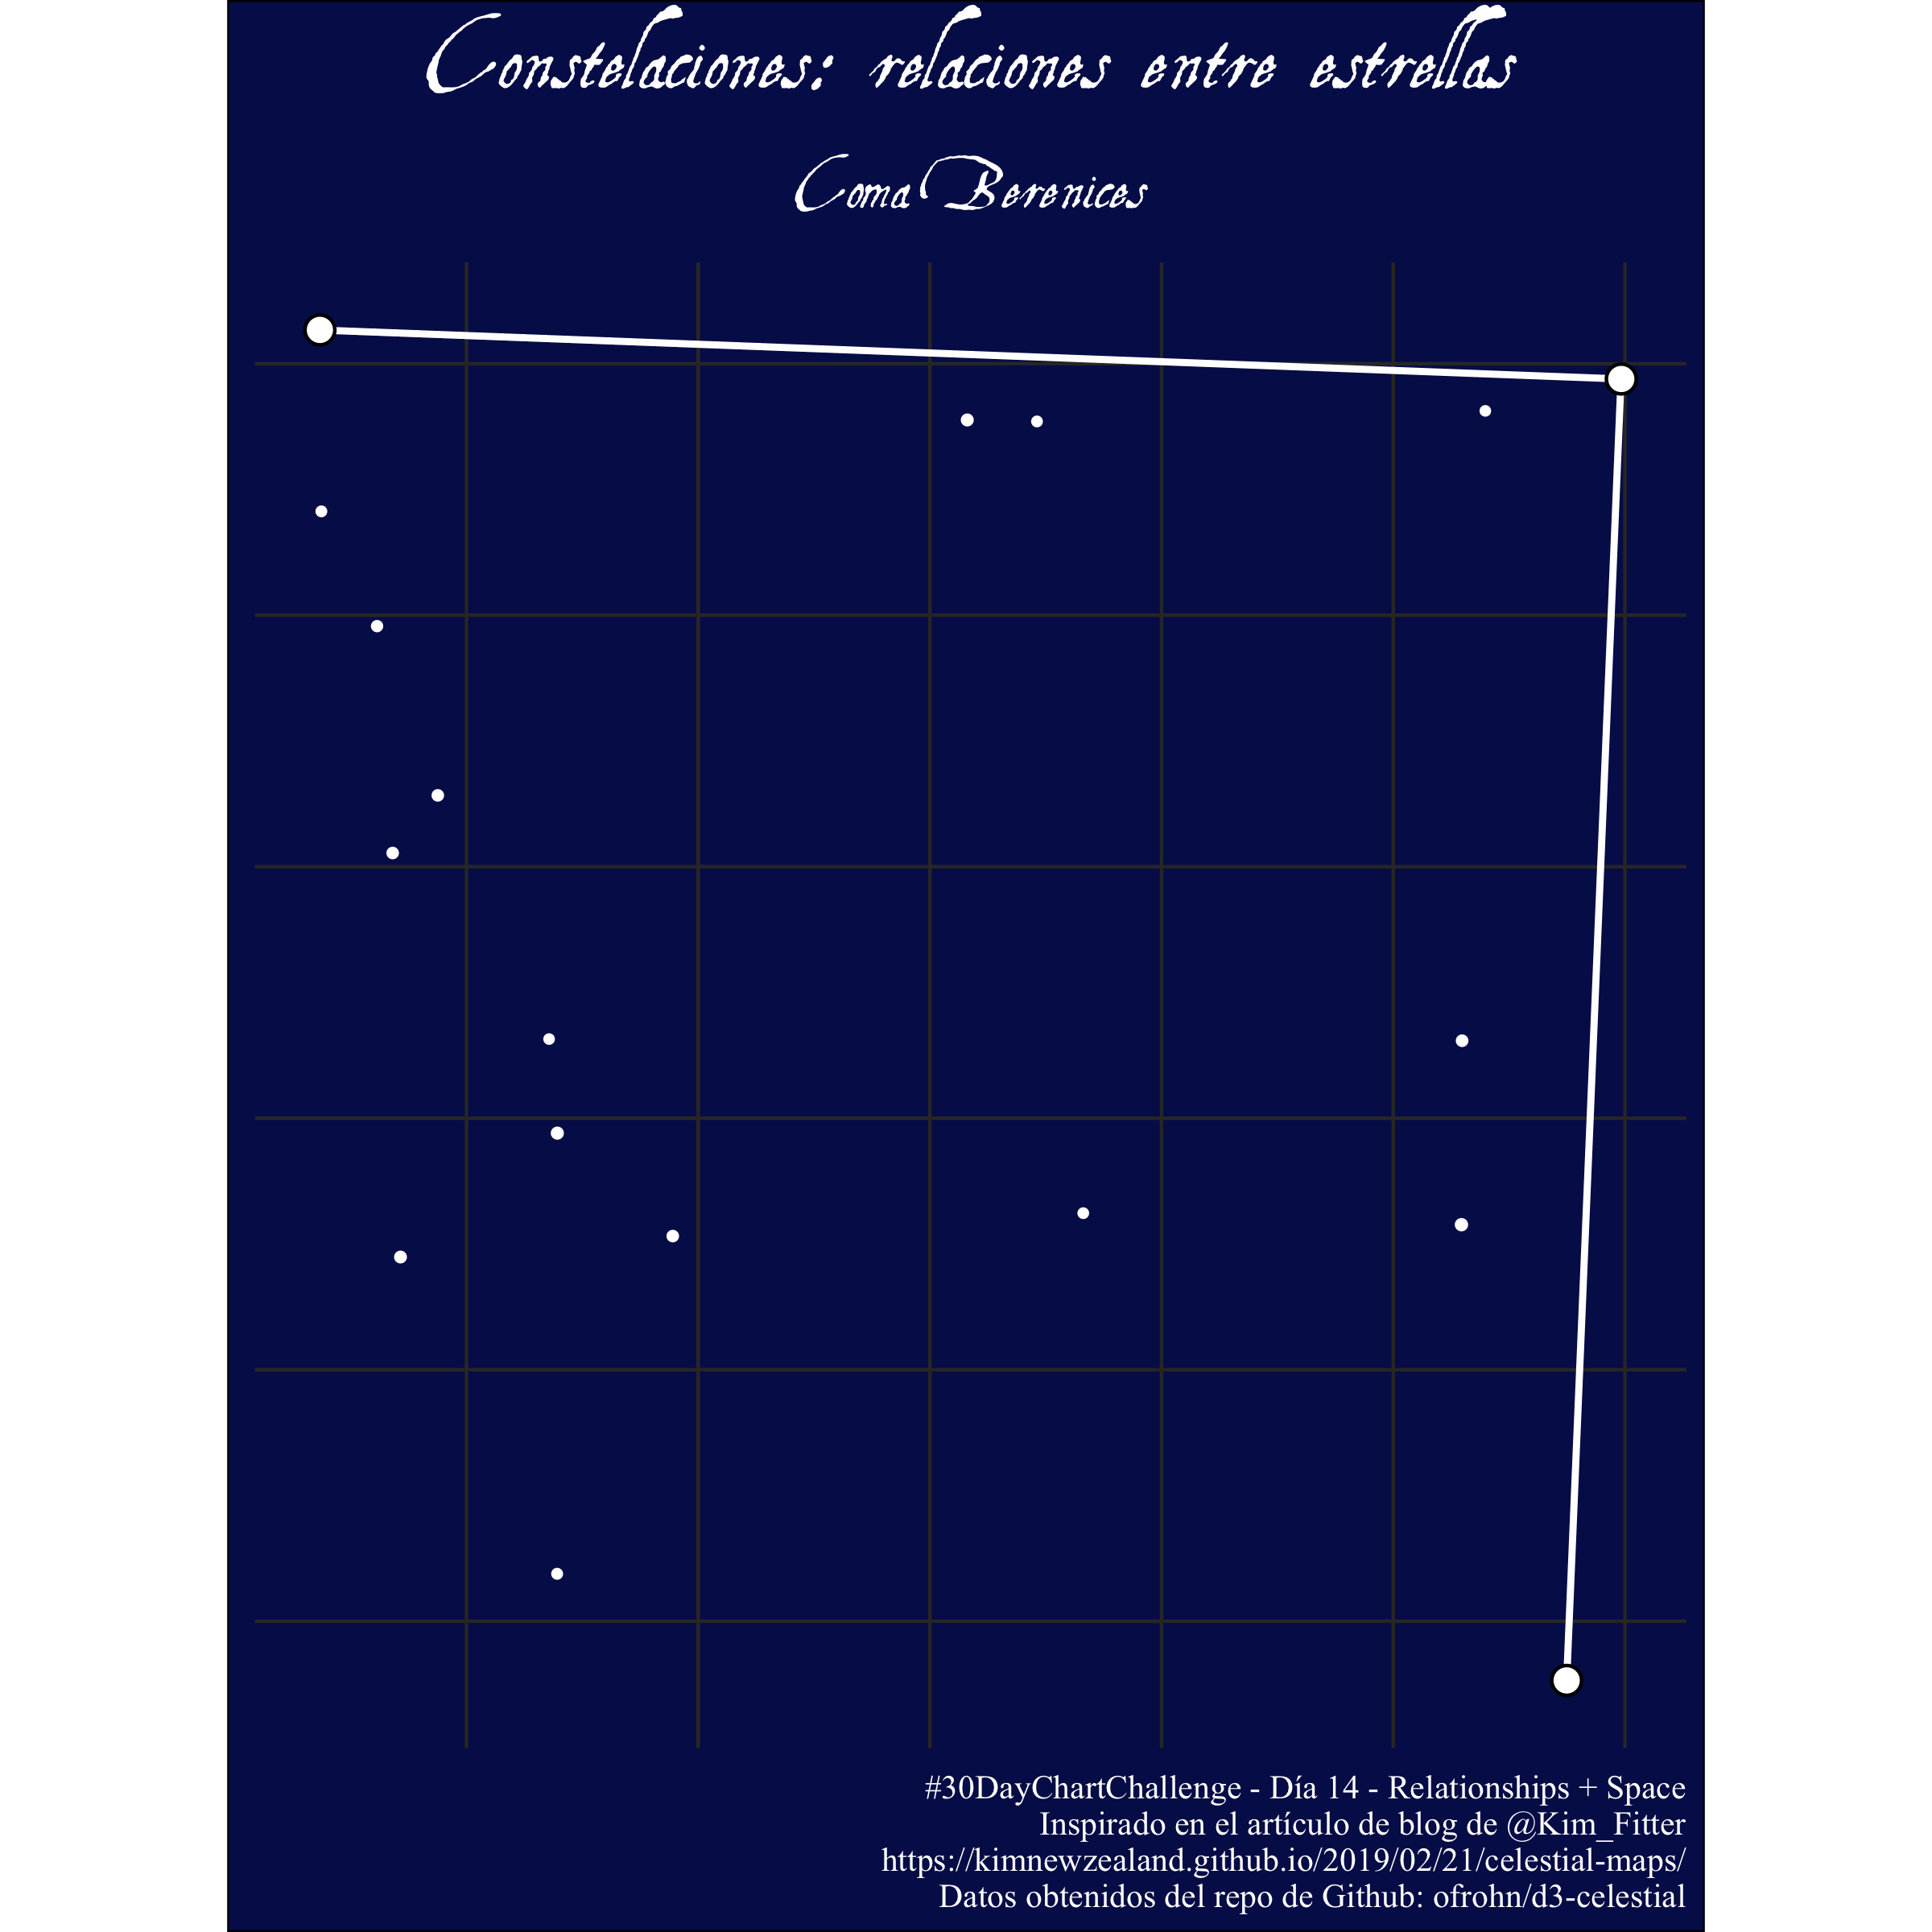 Constelaciones: relaciones entre estrellas
Coma Berenices
#30DayChartChallenge - Día 14 - Relationships + Space
Inspirado en el artículo de blog de @Kim_Fitter
https://kimnewzealand.github.io/2019/02/21/celestial-maps/
Datos obtenidos del repo de Github: ofrohn/d3-celestial